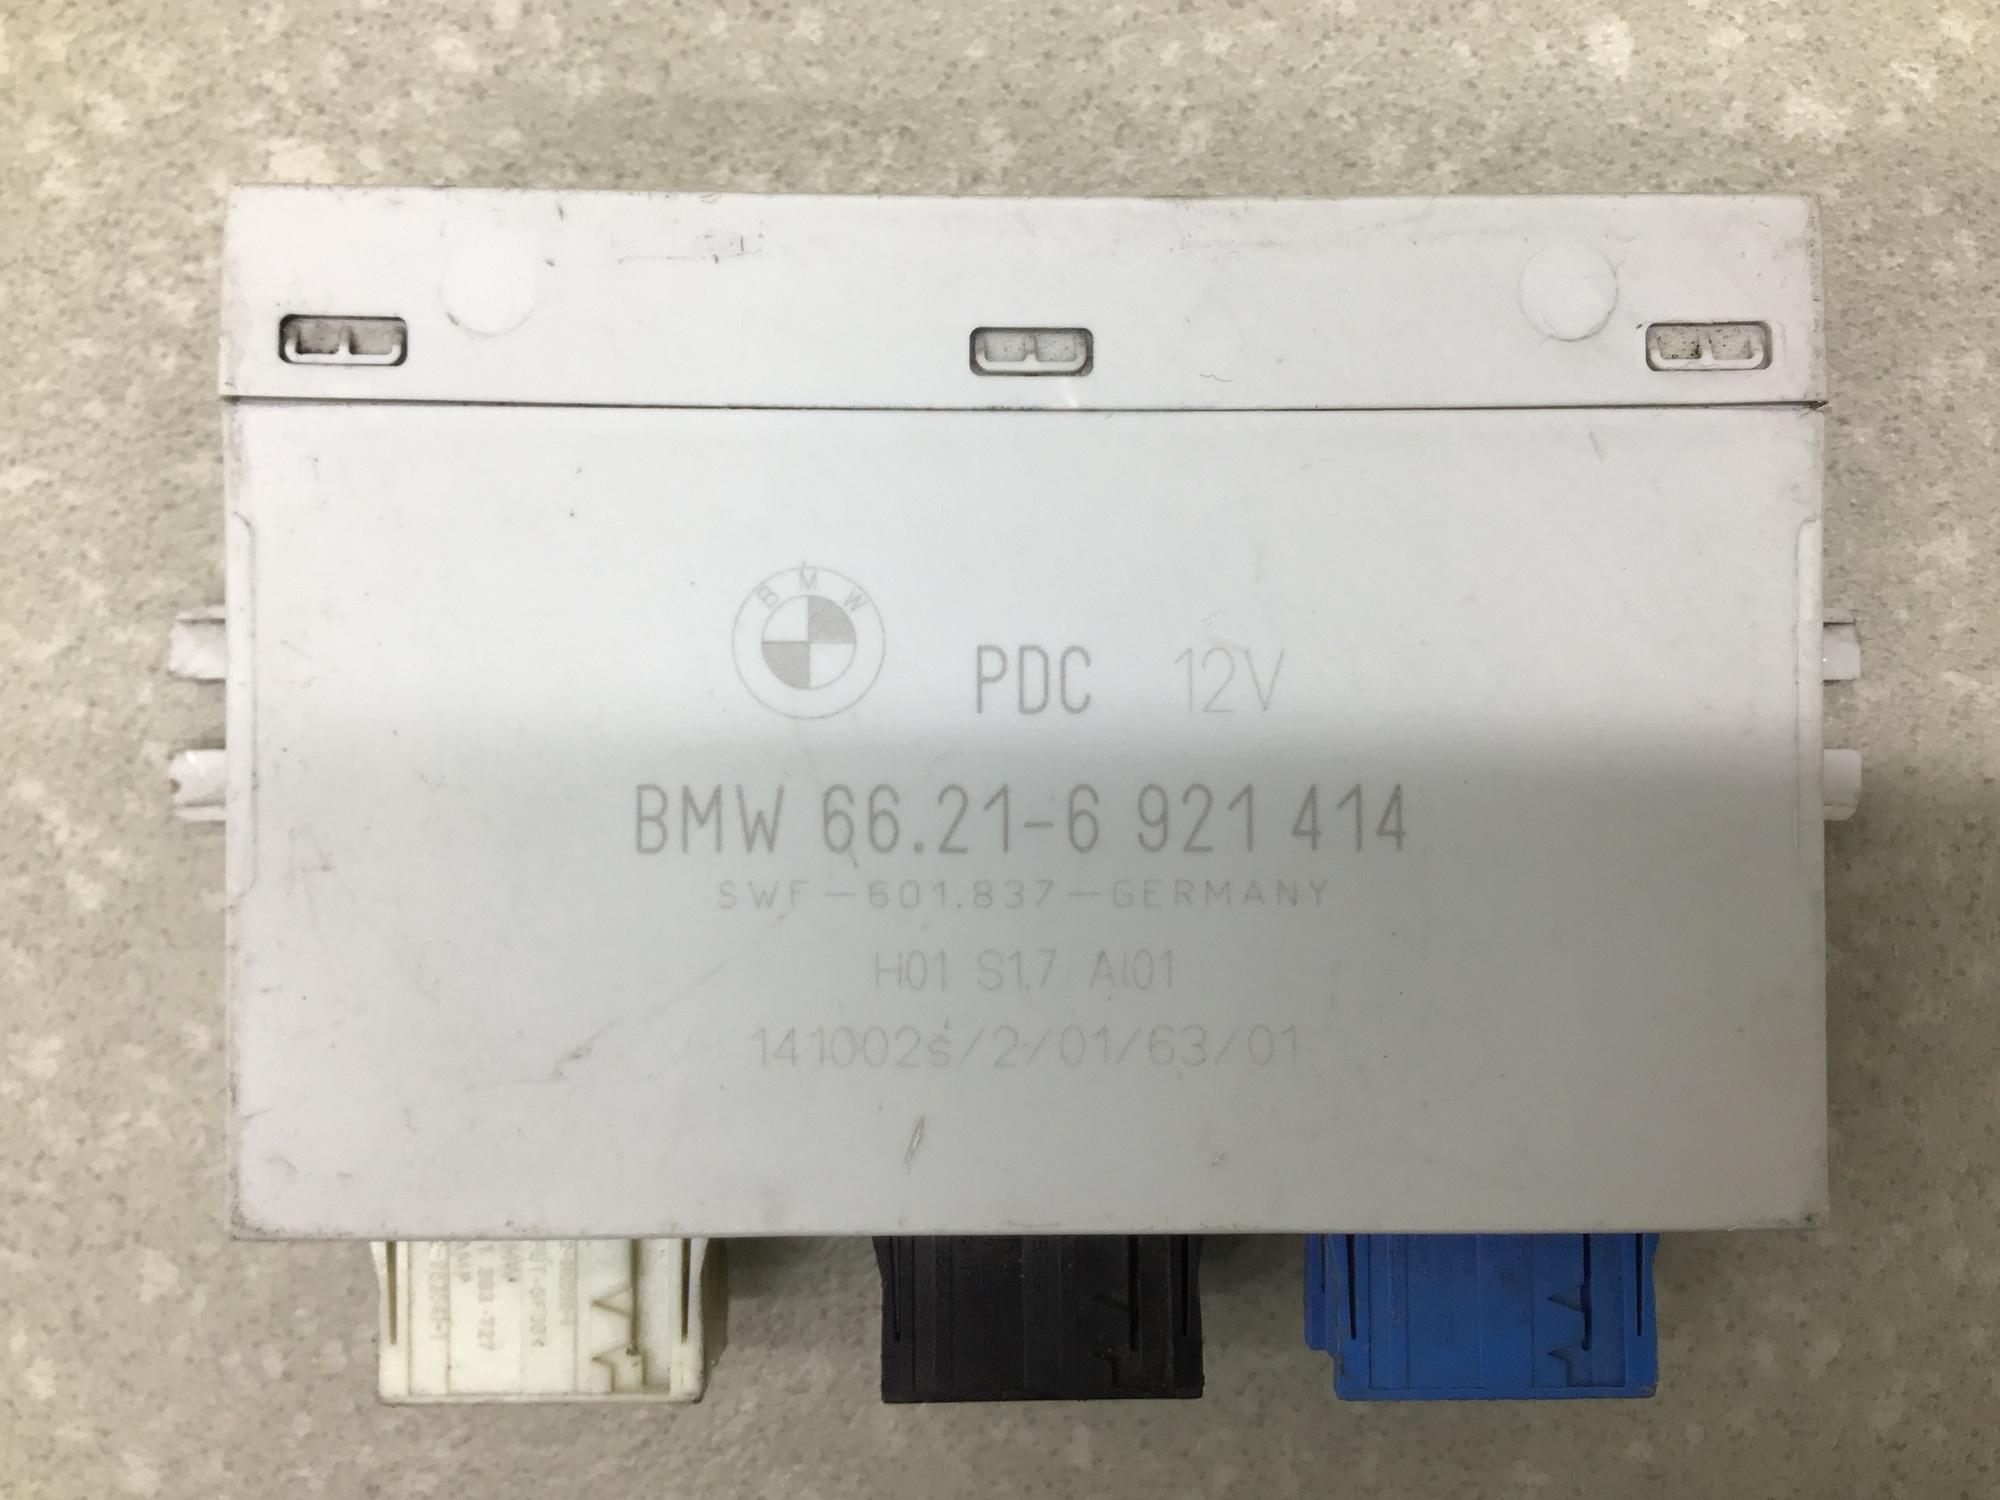 BMW
PDC 12V
BMW 66.21-6 921 414
SWF-601.837-GERMANY
H01 S1.7 AI01
141002s/2/01/63/01